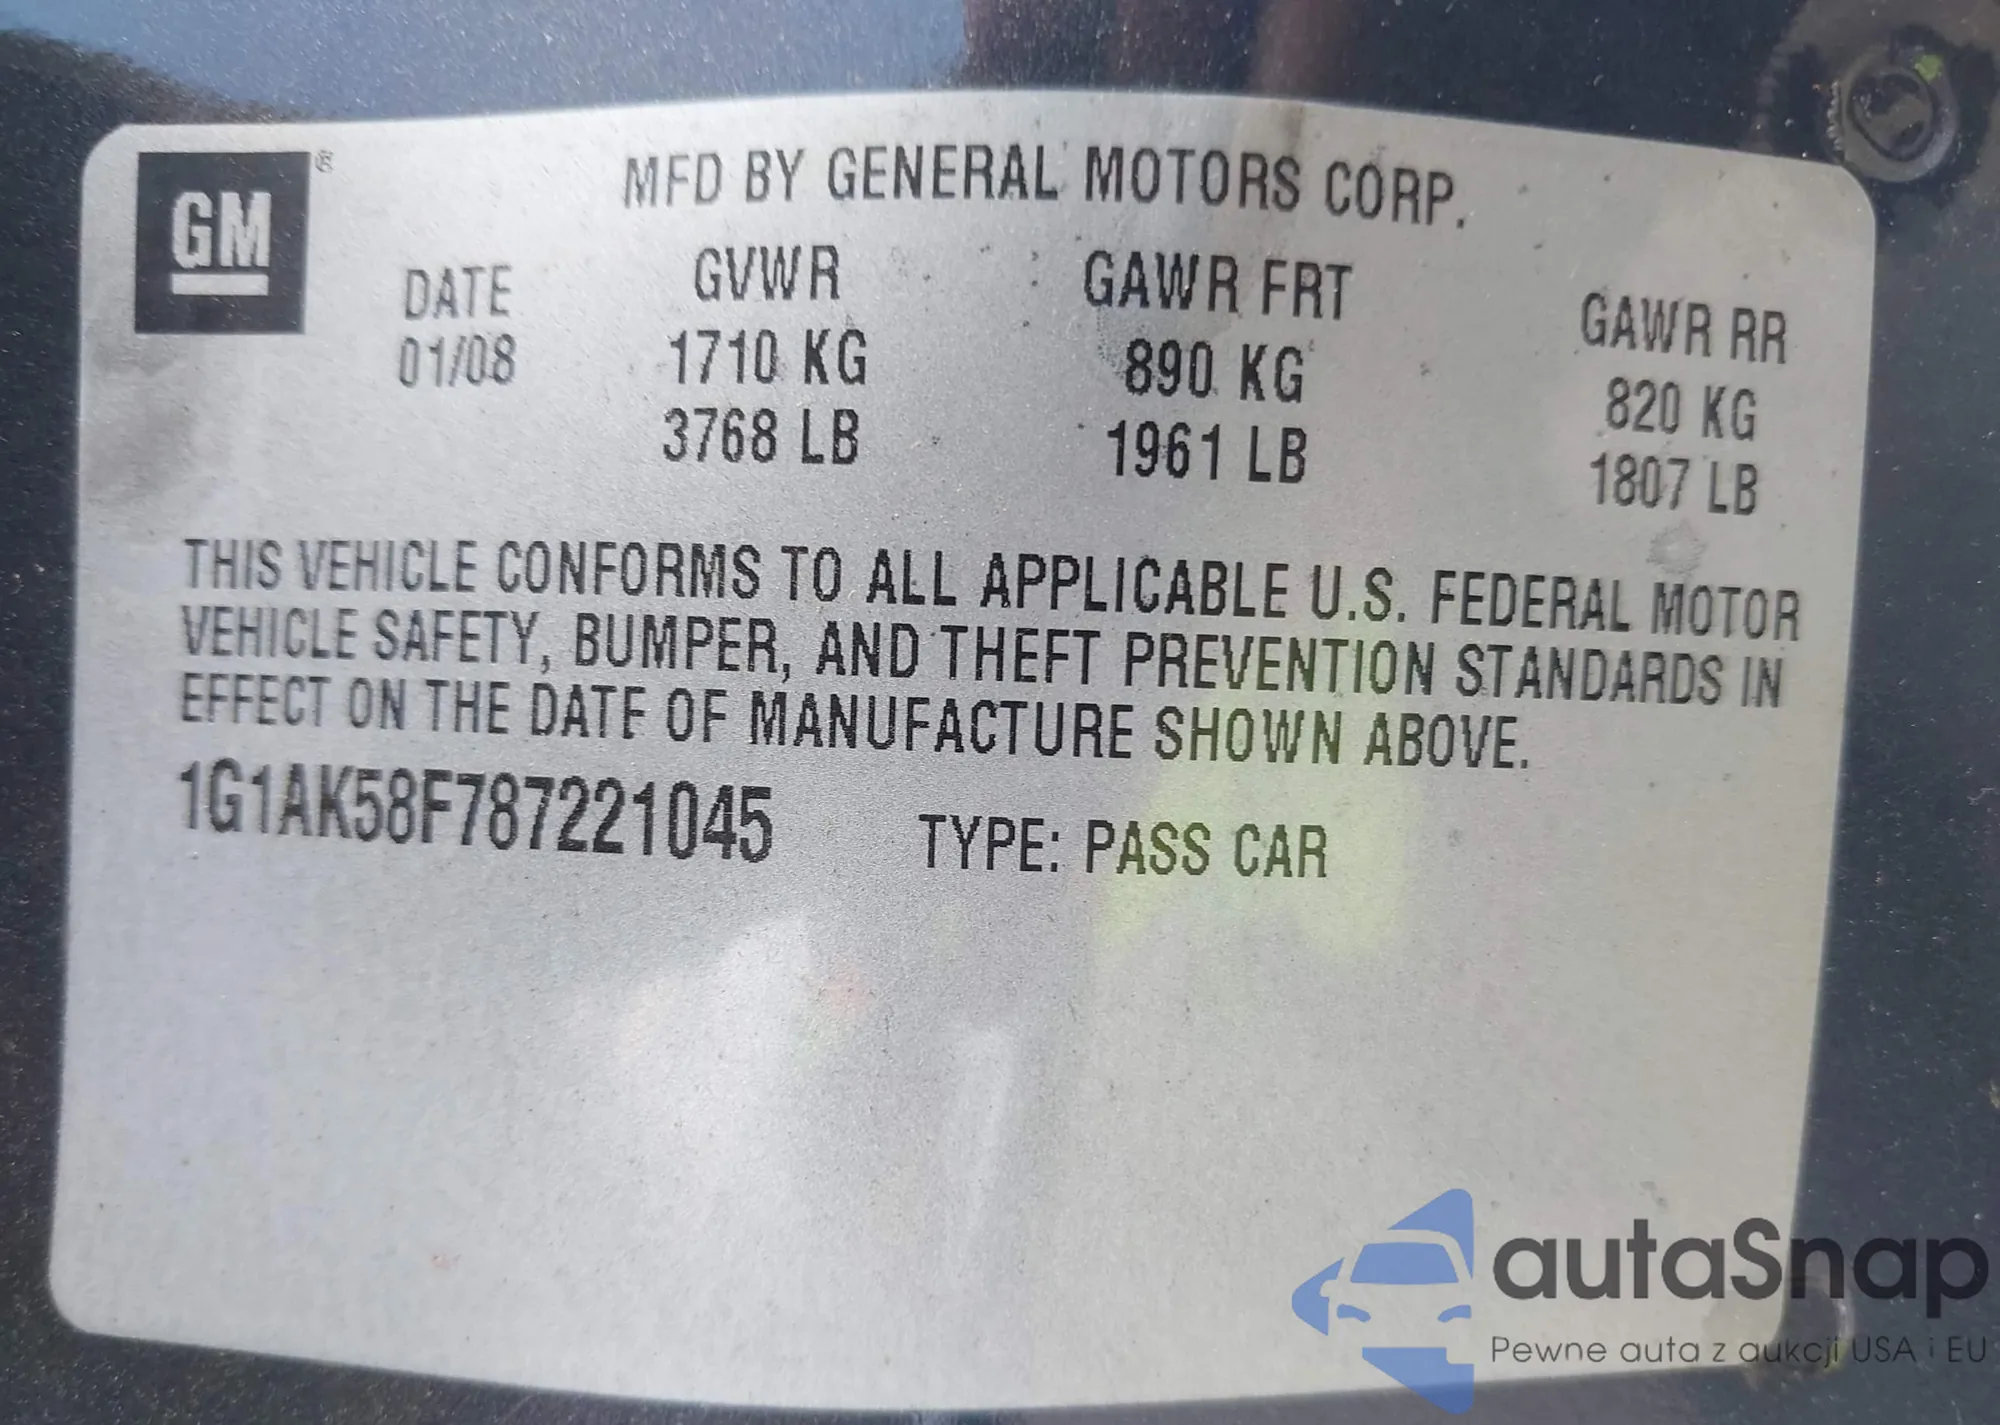 GM ®
MFD BY GENERAL MOTORS CORP.
DATE GVWR GAWR FRT GAWR RR
01/08 1710 KG 890 KG 820 KG
3768 LB 1961 LB 1807 LB
THIS VEHICLE CONFORMS TO ALL APPLICABLE U.S. FEDERAL MOTOR
VEHICLE SAFETY, BUMPER, AND THEFT PREVENTION STANDARDS IN
EFFECT ON THE DATE OF MANUFACTURE SHOWN ABOVE.
1G1AK58F787221045 TYPE: PASS CAR
autaSnap
Pewne auta z aukcji USA i EU